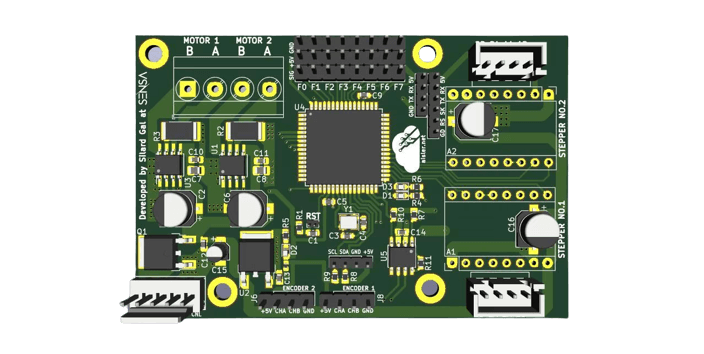 MOTOR 1 MOTOR 2
B A B A
SIG +5V GND
F0 F1 F2 F3 F4 F5 F6 F7
C9
U4
GND TX RX 5V
GD RS SK TX RX 5V
C17
STEPPER NO.2
A2
Developed by Silard Gal at VSENSY
R3
R2
U3
C10
C7
U1
C11
C8
C2
C6
D3
D1
R6
R4
R7
C5
R10
C14
Y1
RST
R1
C1
C3
C4
R5
D2
C13
U2
Q1
C12
C15
SCL SDA GND +5V
R9
R8
U5
R11
C16
STEPPER NO.1
A1
ENCODER 2
J6
+5V CHA CHB GND
ENCODER 1
J8
+5V CHA CHB GND